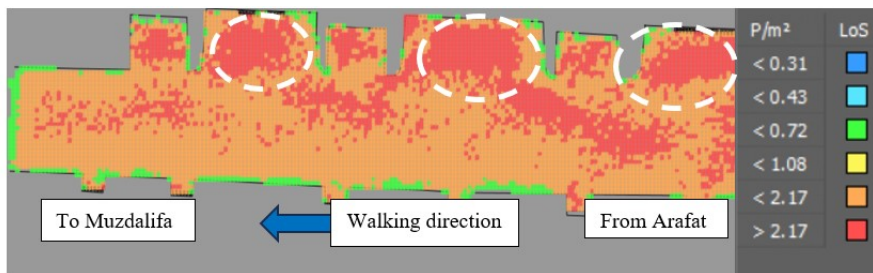 P/m² LoS
< 0.31
< 0.43
< 0.72
< 1.08
< 2.17
> 2.17
To Muzdalifa
Walking direction
From Arafat